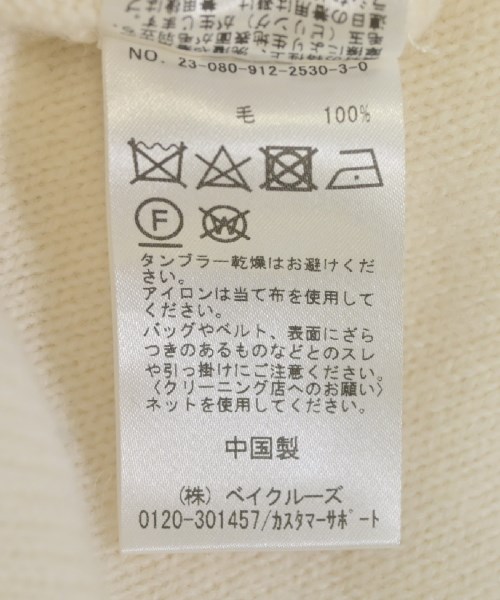 NO. 23-080-912-2530-3-0
毛 100%
F W
タンブラー乾燥はお避けくだ
さい。
アイロンは当て布を使用して
ください。
バッグやベルト、表面にざら
つきのあるものなどとのスレ
や引っ掛けにご注意ください。
〈クリーニング店へのお願い〉
ネットを使用してください。
中国製
(株) ベイクルーズ
0120-301457/ｶｽﾀﾏｰｻﾎﾟｰﾄ